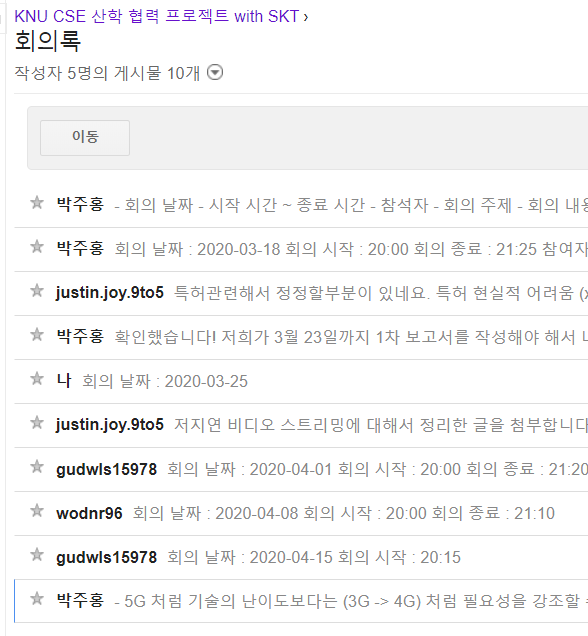 KNU CSE 산학 협력 프로젝트 with SKT ›
회의록
작성자 5명의 게시물 10개
이동
박주홍 - 회의 날짜 - 시작 시간 ~ 종료 시간 - 참석자 - 회의 주제 - 회의 내용
박주홍 회의 날짜 : 2020-03-18 회의 시작 : 20:00 회의 종료 : 21:25 참여자
justin.joy.9to5 특허관련해서 정정할부분이 있네요. 특허 현실적 어려움 (x
박주홍 확인했습니다! 저희가 3월 23일까지 1차 보고서를 작성해야 해서
나 회의 날짜 : 2020-03-25
justin.joy.9to5 저지연 비디오 스트리밍에 대해서 정리한 글을 첨부합니다
gudwls15978 회의 날짜 : 2020-04-01 회의 시작 : 20:00 회의 종료 : 21:20
wodnr96 회의 날짜 : 2020-04-08 회의 시작 : 20:00 회의 종료 : 21:10
gudwls15978 회의 날짜 : 2020-04-15 회의 시작 : 20:15
박주홍 - 5G 처럼 기술의 난이도보다는 (3G -> 4G) 처럼 필요성을 강조할